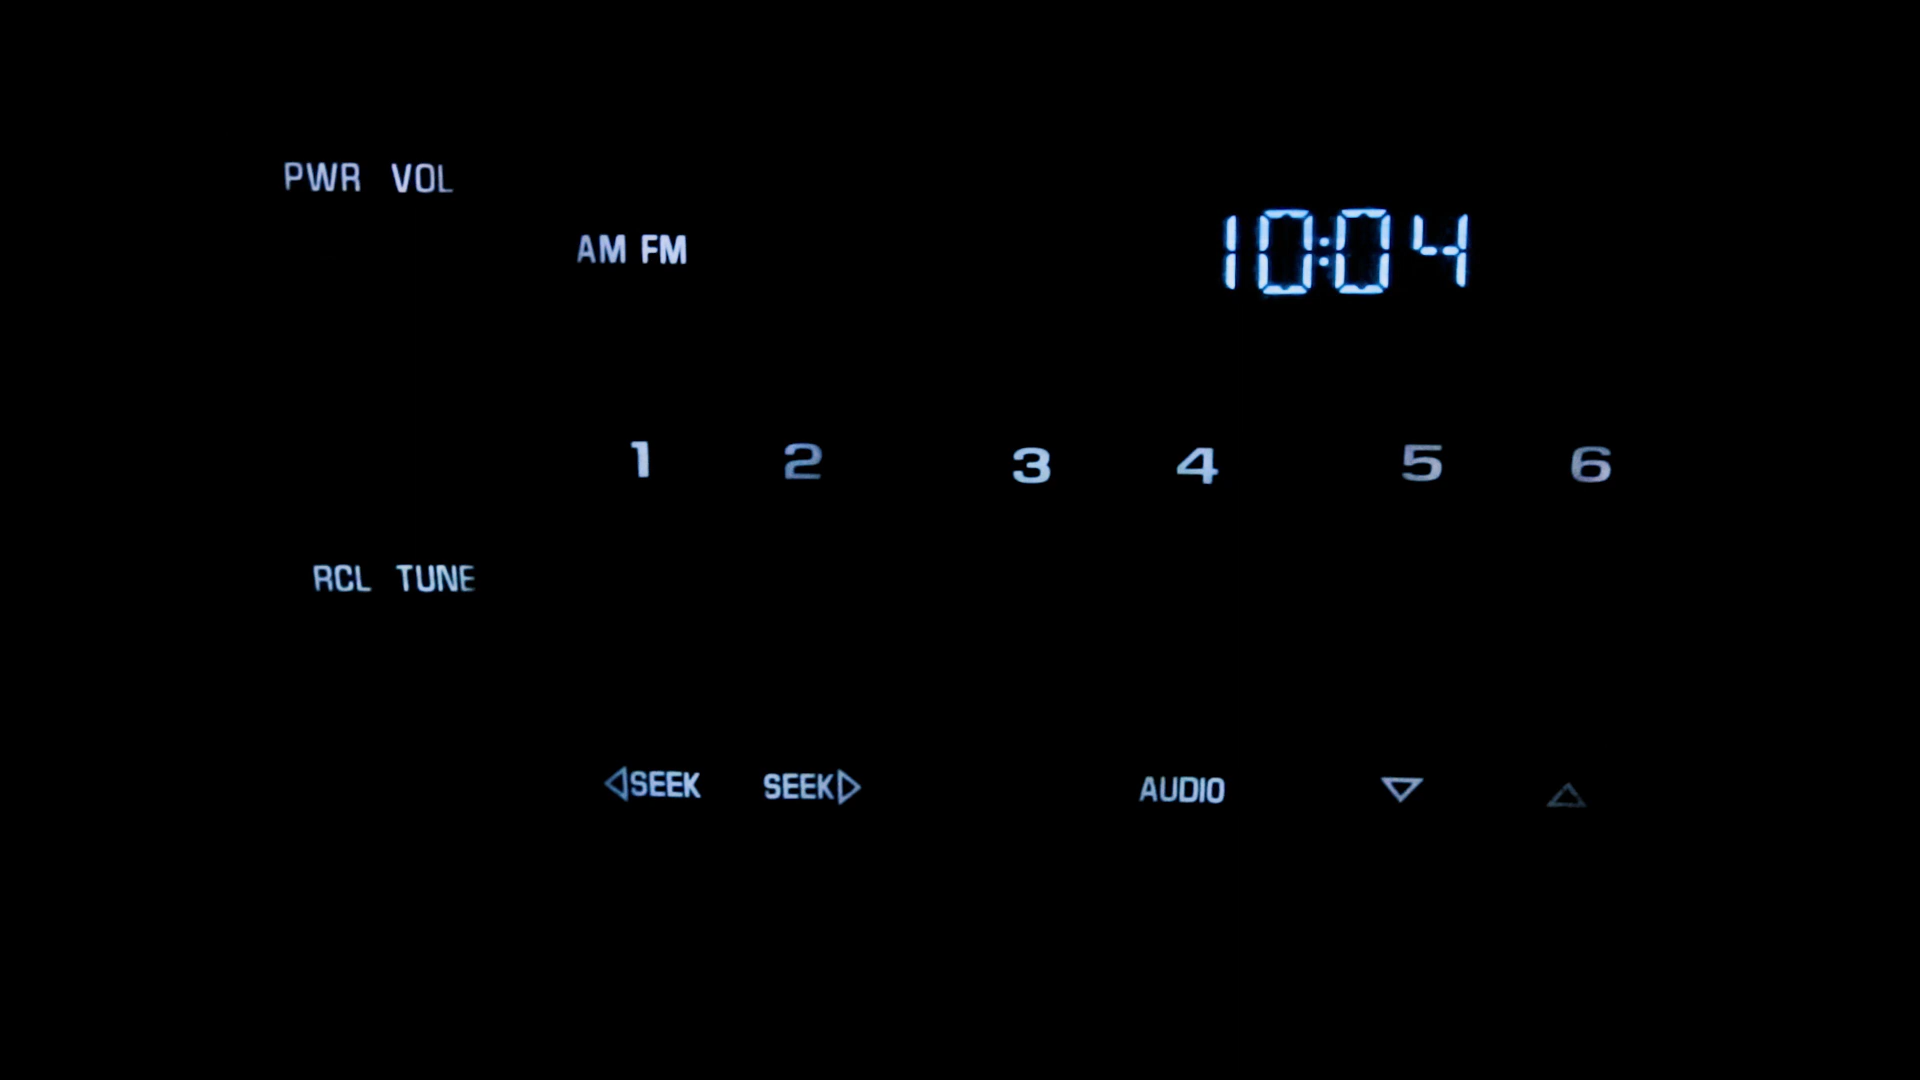 PWR VOL
AM FM
10:04
1 2 3 4 5 6
RCL TUNE
SEEK SEEK AUDIO